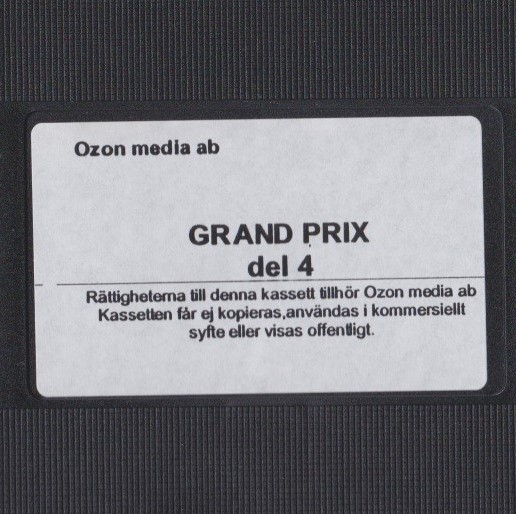 Ozon media ab
GRAND PRIX
del 4
Rättigheterna till denna kassett tillhör Ozon media ab
Kassetten får ej kopieras,användas i kommersiellt
syfte eller visas offentligt.